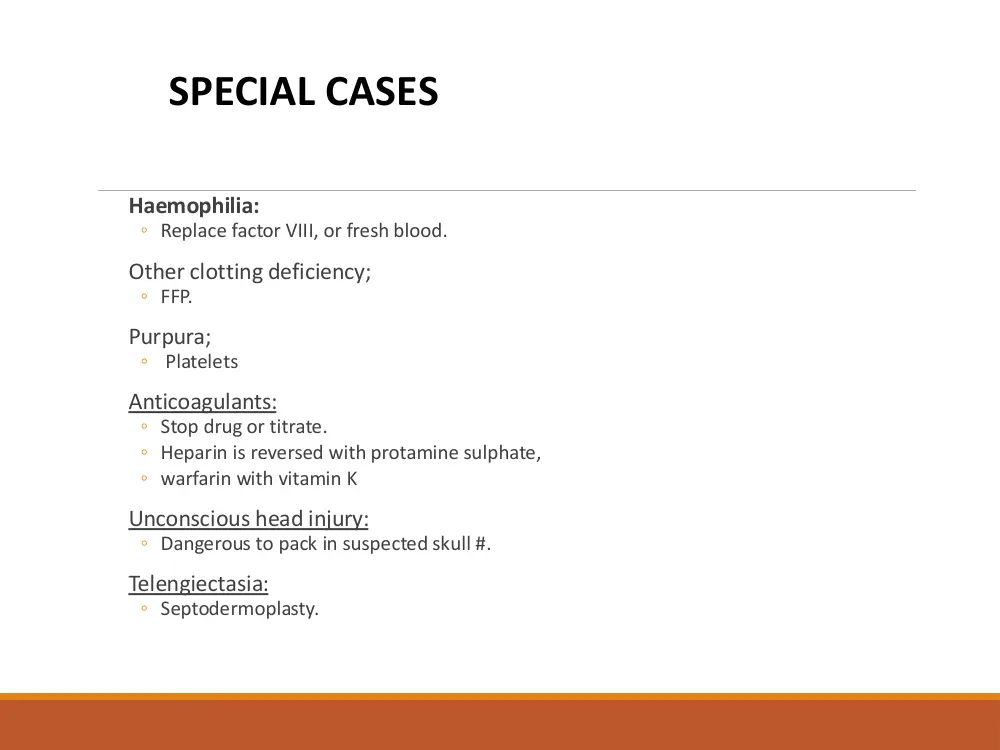 SPECIAL CASES
Haemophilia:
◦ Replace factor VIII, or fresh blood.
Other clotting deficiency;
◦ FFP.
Purpura;
◦ Platelets
Anticoagulants:
◦ Stop drug or titrate.
◦ Heparin is reversed with protamine sulphate,
◦ warfarin with vitamin K
Unconscious head injury:
◦ Dangerous to pack in suspected skull #.
Telengiectasia:
◦ Septodermoplasty.